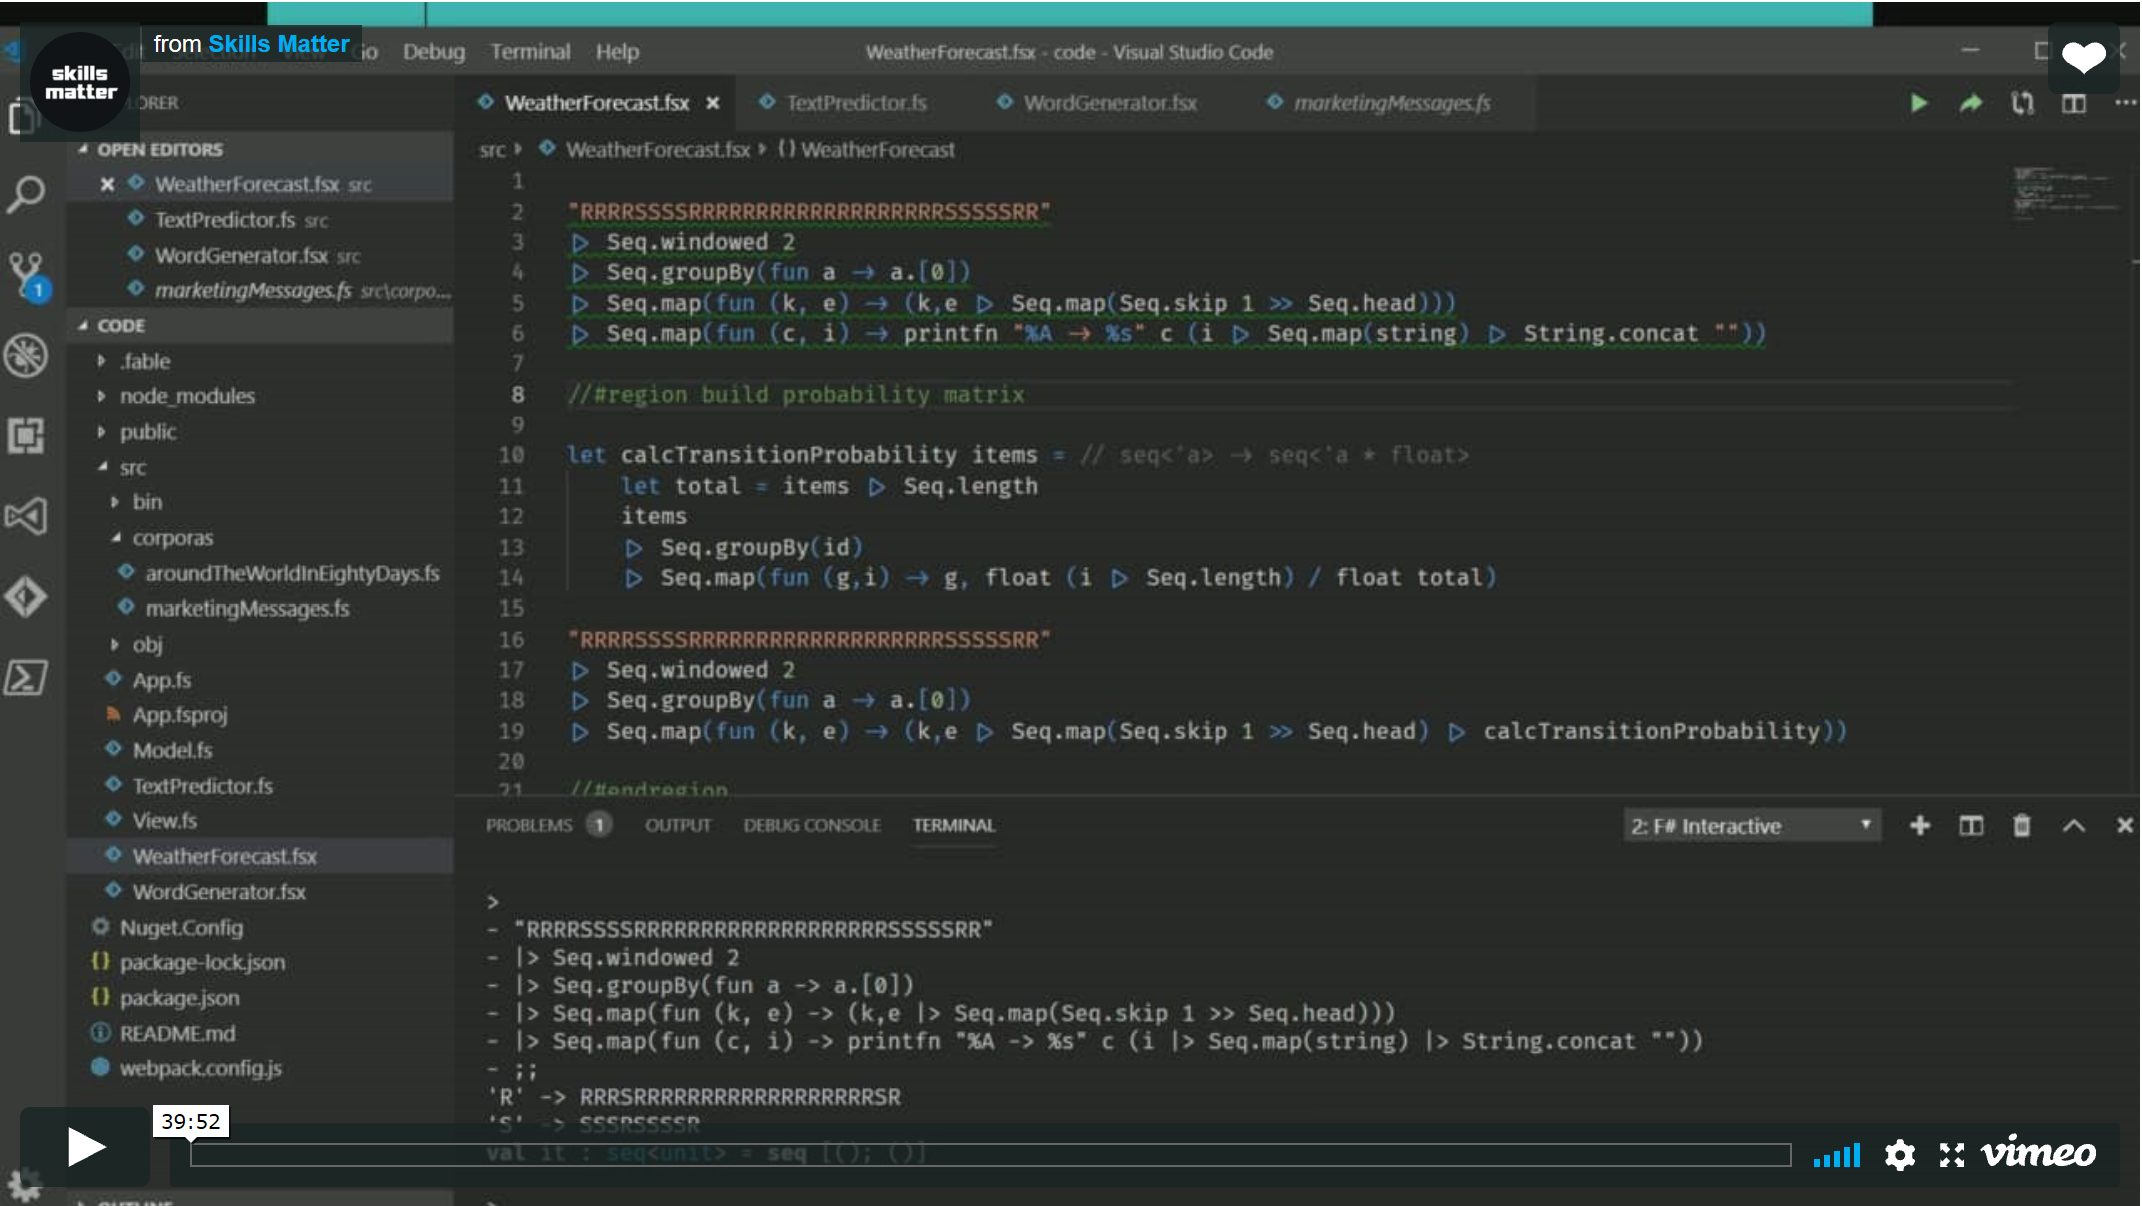 from Skills Matter
skills
matter
Go Debug Terminal Help
WeatherForecast.fsx - code - Visual Studio Code
WeatherForecast.fsx
TextPredictor.fs
WordGenerator.fsx
marketingMessages.fs
OPEN EDITORS
WeatherForecast.fsx src
TextPredictor.fs src
WordGenerator.fsx src
marketingMessages.fs src\corpo...
CODE
.fable
node_modules
public
src
bin
corporas
aroundTheWorldInEightyDays.fs
marketingMessages.fs
obj
App.fs
App.fsproj
Model.fs
TextPredictor.fs
View.fs
WeatherForecast.fsx
WordGenerator.fsx
Nuget.Config
package-lock.json
package.json
README.md
webpack.config.js
1
src WeatherForecast.fsx {} WeatherForecast
1
2 "RRRRSSSSRRRRRRRRRRRRRRRRRRRSSSSSRR"
3 |> Seq.windowed 2
4 |> Seq.groupBy(fun a -> a.[0])
5 |> Seq.map(fun (k, e) -> (k,e |> Seq.map(Seq.skip 1 >> Seq.head)))
6 |> Seq.map(fun (c, i) -> printfn "%A -> %s" c (i |> Seq.map(string) |> String.concat ""))
7
8 //#region build probability matrix
9
10 let calcTransitionProbability items = // seq<'a> -> seq<'a * float>
11 let total = items |> Seq.length
12 items
13 |> Seq.groupBy(id)
14 |> Seq.map(fun (g,i) -> g, float (i |> Seq.length) / float total)
15
16 "RRRRSSSSRRRRRRRRRRRRRRRRRRRSSSSSRR"
17 |> Seq.windowed 2
18 |> Seq.groupBy(fun a -> a.[0])
19 |> Seq.map(fun (k, e) -> (k,e |> Seq.map(Seq.skip 1 >> Seq.head) |> calcTransitionProbability))
20
21 //#endregion
PROBLEMS 1 OUTPUT DEBUG CONSOLE TERMINAL
2: F# Interactive
>
- "RRRRSSSSRRRRRRRRRRRRRRRRRRRSSSSSRR"
- |> Seq.windowed 2
- |> Seq.groupBy(fun a -> a.[0])
- |> Seq.map(fun (k, e) -> (k,e |> Seq.map(Seq.skip 1 >> Seq.head)))
- |> Seq.map(fun (c, i) -> printfn "%A -> %s" c (i |> Seq.map(string) |> String.concat ""))
- ;;
'R' -> RRRSRRRRRRRRRRRRRRRRRRSR
'S' -> SSSRSSSSR
val it : seq<unit> = seq [(); ()]
39:52
vimeo